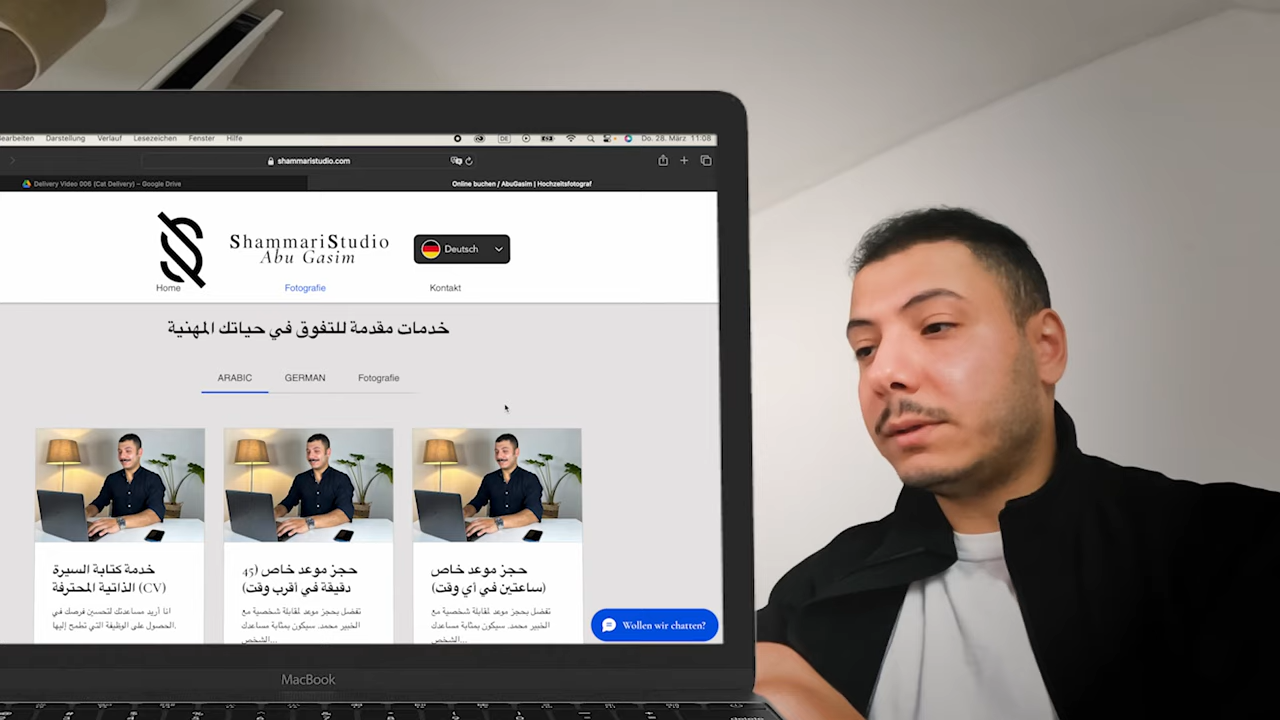 Bearbeiten Darstellung Verlauf Lesezeichen Fenster Hilfe DE Do. 28. März 11:08
shammaristudio.com
Delivery Video 006 (Cat Delivery) – Google Drive
Online buchen / AbuGasim | Hochzeitsfotograf
ShammariStudio
Abu Gasim
Deutsch
Home Fotografie Kontakt
خدمات مقدمة للتفوق في حياتك المهنية
ARABIC GERMAN Fotografie
خدمة كتابة السيرة
الذاتية المحترفة (CV)
انا أريد مساعدتك لتحسين فرصك في
الحصول على الوظيفة التي تطمح إليها.
حجز موعد خاص (45
دقيقة في أقرب وقت)
تفضل بحجز موعد لمقابلة شخصية مع
الخبير محمد. سيكون بمثابة مساعدك
الشخص...
حجز موعد خاص
(ساعتين في أي وقت)
تفضل بحجز موعد لمقابلة شخصية مع
الخبير محمد. سيكون بمثابة مساعدك
الشخص...
Wollen wir chatten?
MacBook